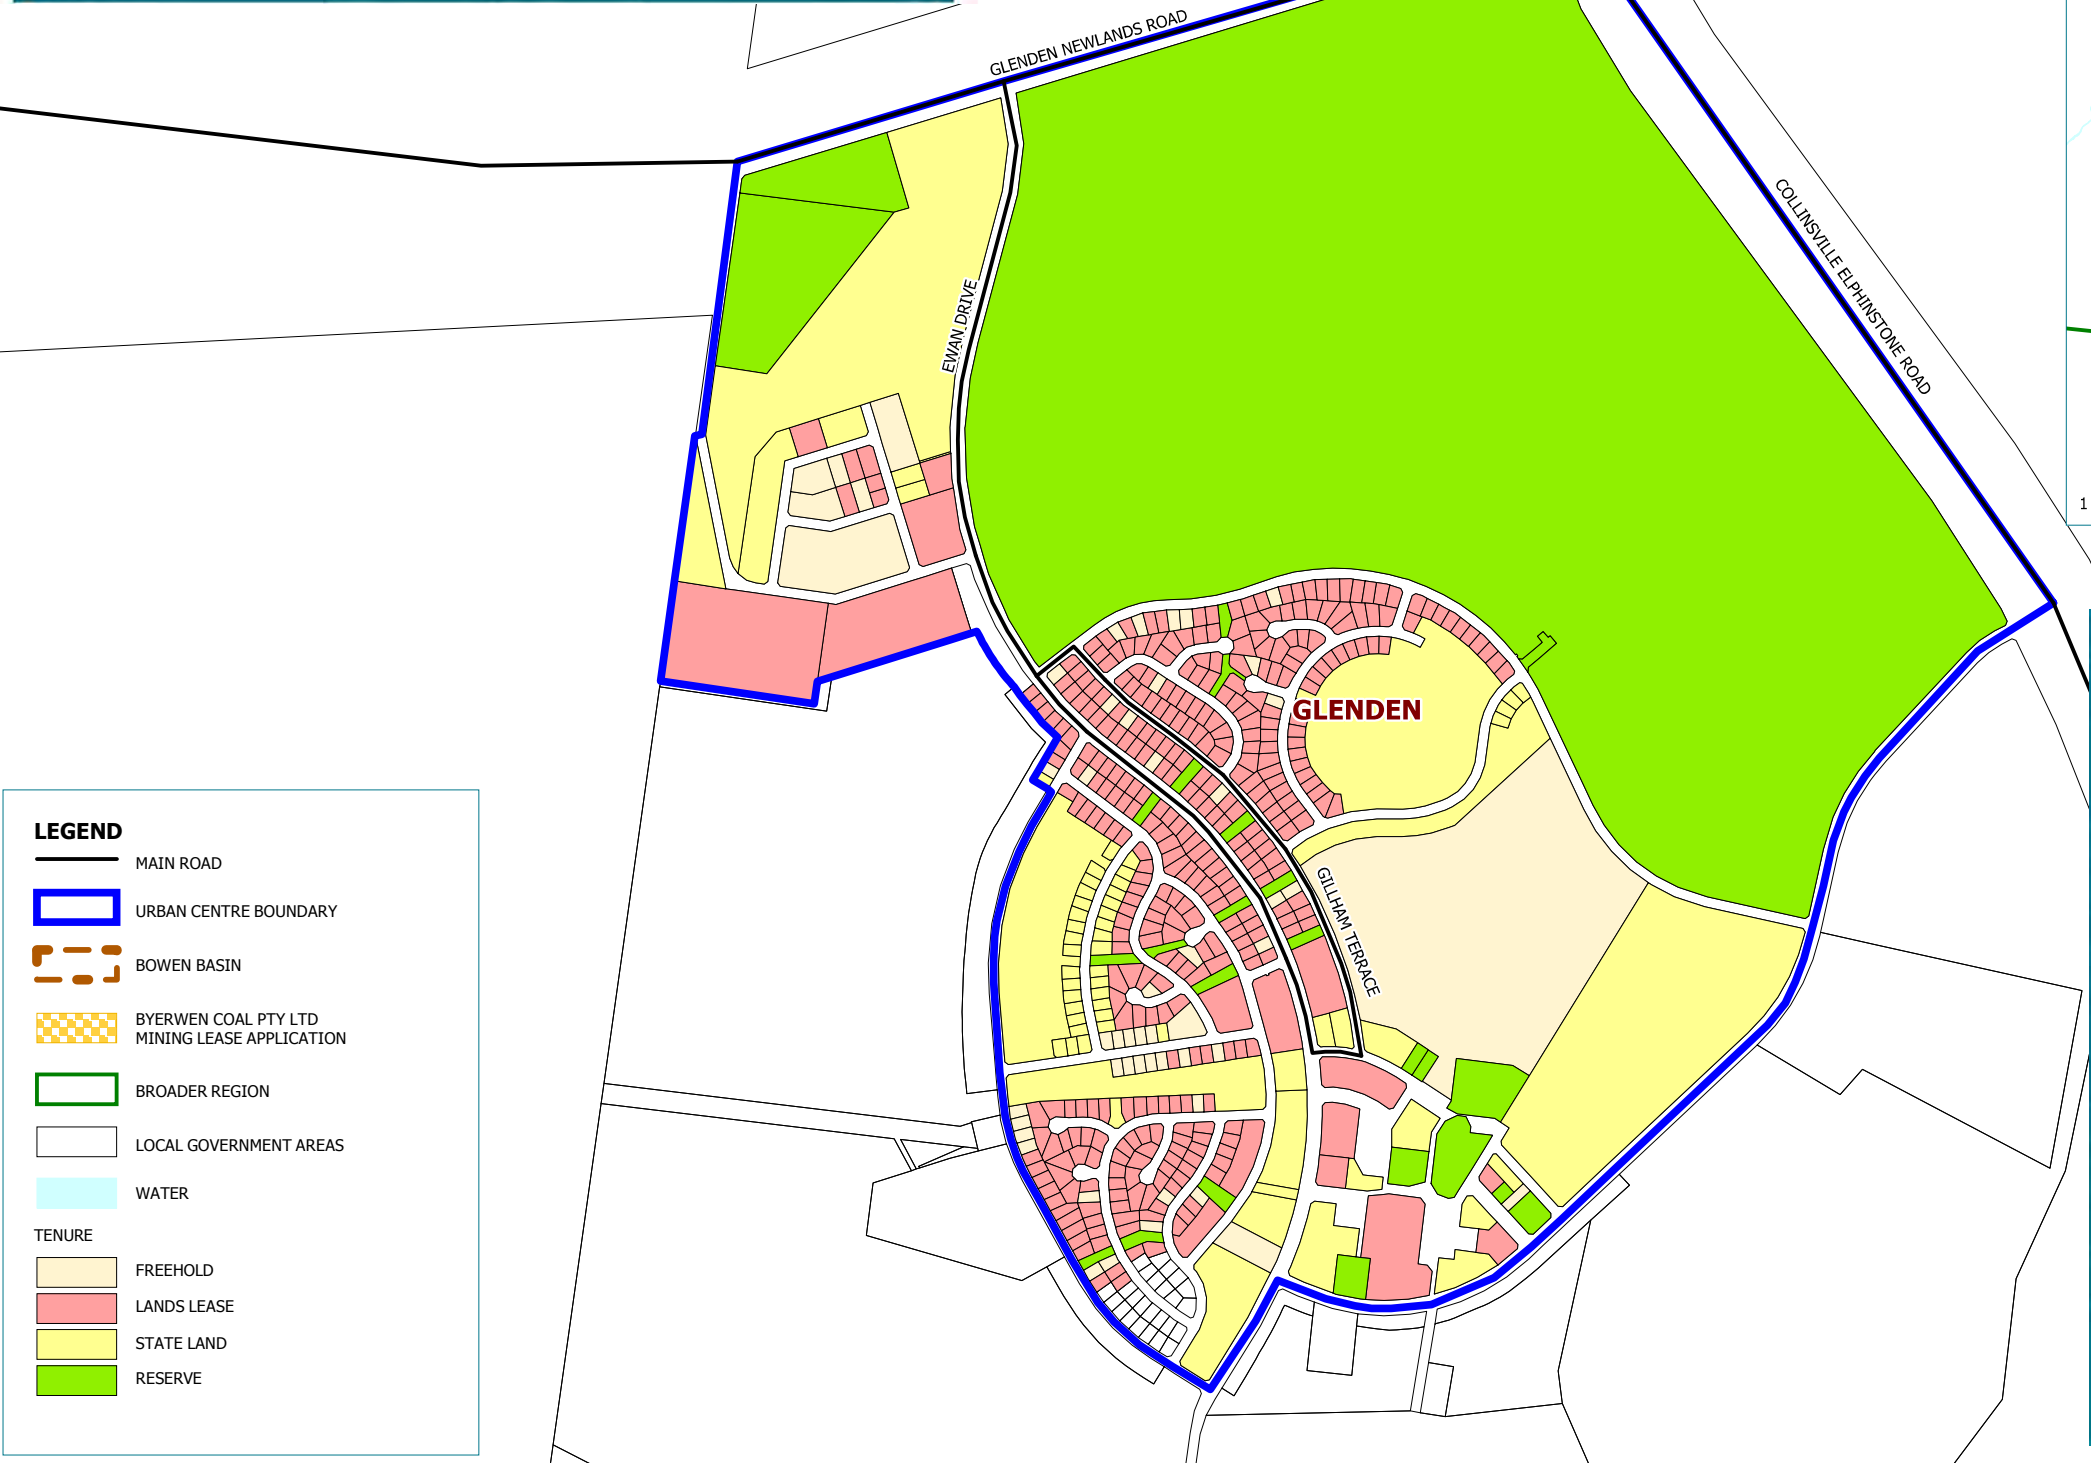 GLENDEN NEWLANDS ROAD
COLLINSVILLE ELPHINSTONE ROAD
EWAN DRIVE
1
GLENDEN
GILLHAM TERRACE
LEGEND
MAIN ROAD
URBAN CENTRE BOUNDARY
BOWEN BASIN
BYERWEN COAL PTY LTD
MINING LEASE APPLICATION
BROADER REGION
LOCAL GOVERNMENT AREAS
WATER
TENURE
FREEHOLD
LANDS LEASE
STATE LAND
RESERVE